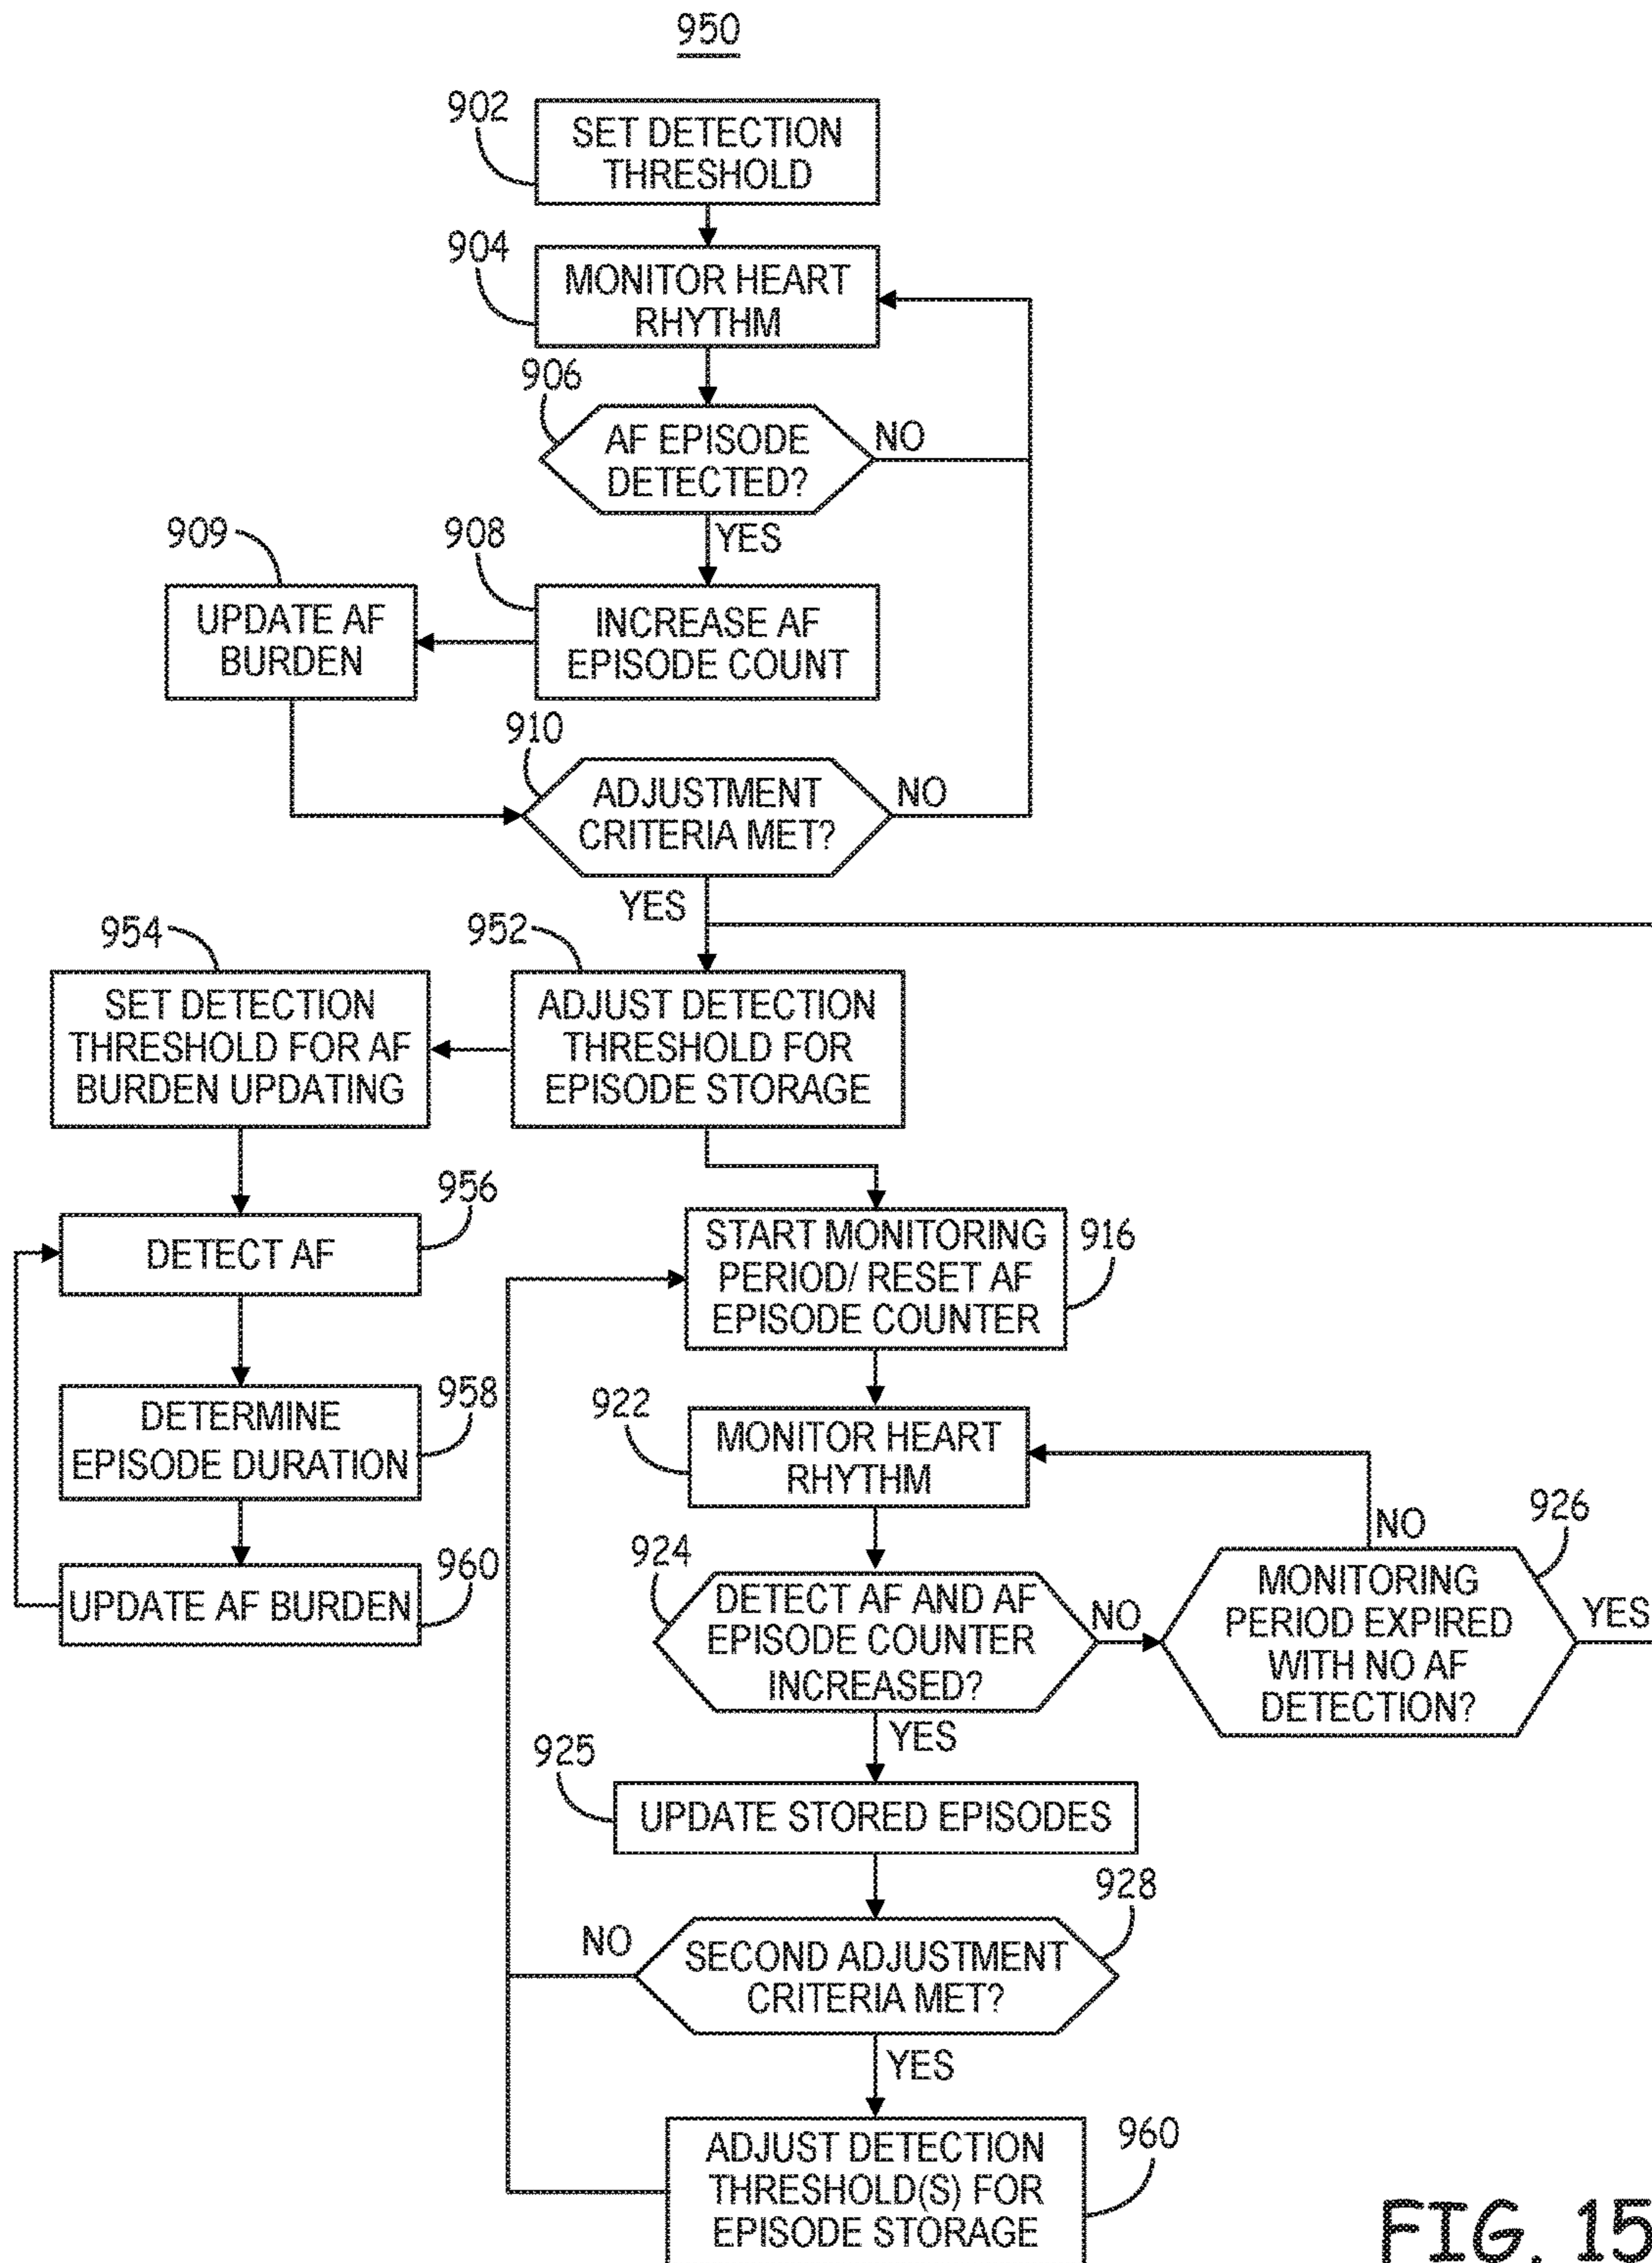 950
902
SET DETECTION
THRESHOLD
904
MONITOR HEART
RHYTHM
906
AF EPISODE
DETECTED?
NO
YES
909
908
UPDATE AF
BURDEN
INCREASE AF
EPISODE COUNT
910
ADJUSTMENT
CRITERIA MET?
NO
YES
954
952
SET DETECTION
THRESHOLD FOR AF
BURDEN UPDATING
ADJUST DETECTION
THRESHOLD FOR
EPISODE STORAGE
956
DETECT AF
916
START MONITORING
PERIOD/ RESET AF
EPISODE COUNTER
958
DETERMINE
EPISODE DURATION
922
MONITOR HEART
RHYTHM
960
UPDATE AF BURDEN
924
DETECT AF AND AF
EPISODE COUNTER
INCREASED?
NO
NO
926
MONITORING
PERIOD EXPIRED
WITH NO AF
DETECTION?
YES
YES
925
UPDATE STORED EPISODES
928
NO
SECOND ADJUSTMENT
CRITERIA MET?
YES
960
ADJUST DETECTION
THRESHOLD(S) FOR
EPISODE STORAGE
FIG. 15